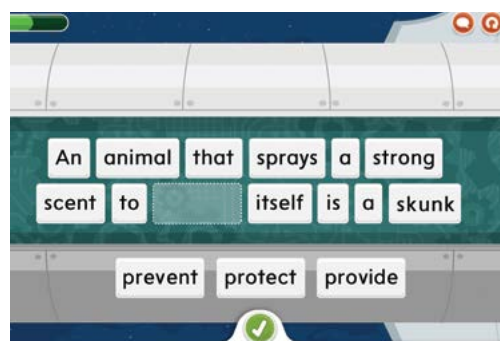 An animal that sprays a strong
scent to itself is a skunk
prevent protect provide